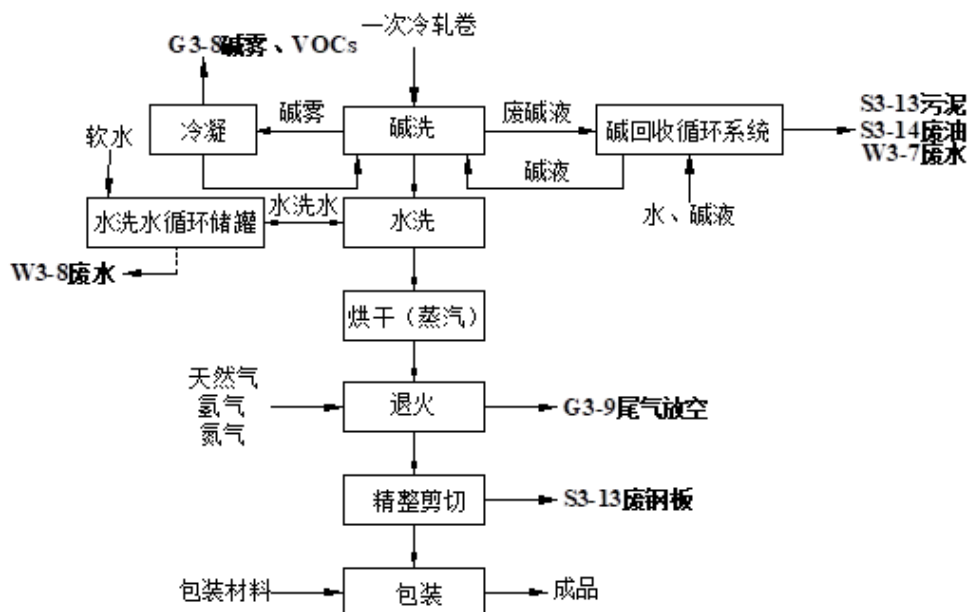 一次冷轧卷
G3-8碱雾、VOCs
冷凝
碱雾
碱洗
废碱液
碱回收循环系统
S3-13污泥
S3-14废油
W3-7废水
软水
碱液
水、碱液
水洗水循环储罐
水洗水
水洗
W3-8废水
烘干（蒸汽）
天然气
氢气
氮气
退火
G3-9尾气放空
精整剪切
S3-13废钢板
包装材料
包装
成品